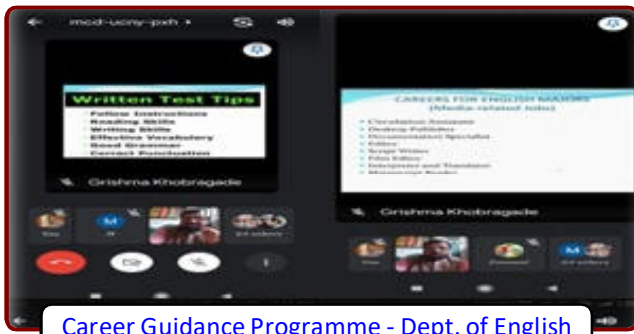 mcd-ucny-pxh
Written Test Tips
Follow Instructions
Reading Skills
Writing Skills
Effective Vocabulary
Good Grammar
Correct Punctuation
Grishma Khobragade
You
M
CAREERS FOR ENGLISH MAJORS
(Media related Jobs)
Circulation Assistant
Desktop Publisher
Documentation Specialist
Editor
Script Writer
Film Editor
Interpreter and Translator
Manuscript Reader
Grishma Khobragade
You
M
Career Guidance Programme - Dept. of English